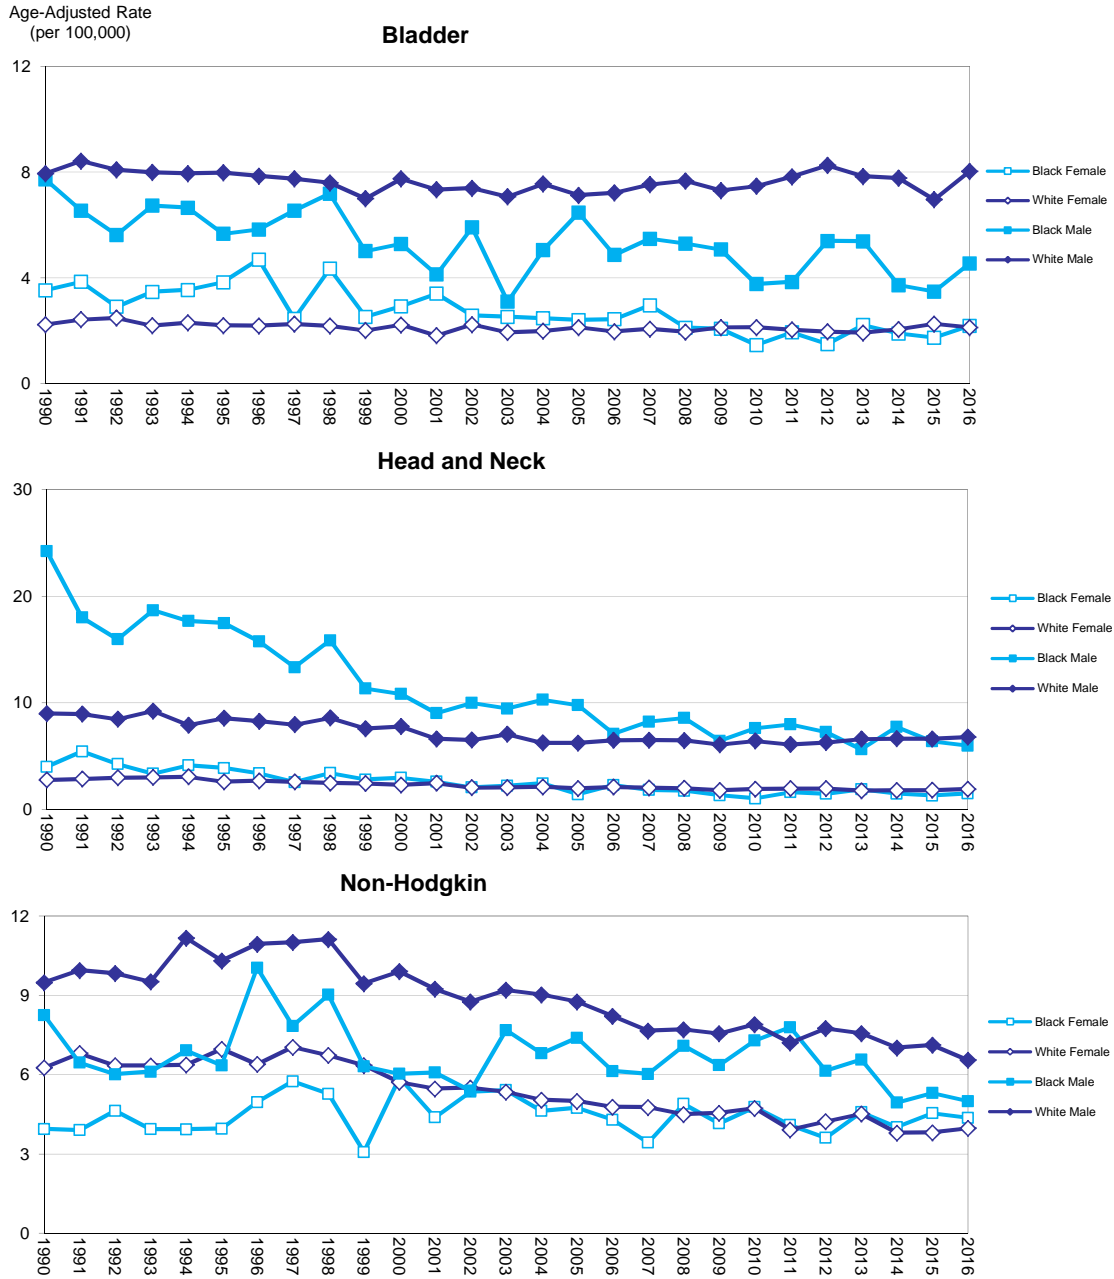 Age-Adjusted Rate
(per 100,000)
Bladder
12
8
4
0
1990 1991 1992 1993 1994 1995 1996 1997 1998 1999 2000 2001 2002 2003 2004 2005 2006 2007 2008 2009 2010 2011 2012 2013 2014 2015 2016
Black Female
White Female
Black Male
White Male
Head and Neck
30
20
10
0
1990 1991 1992 1993 1994 1995 1996 1997 1998 1999 2000 2001 2002 2003 2004 2005 2006 2007 2008 2009 2010 2011 2012 2013 2014 2015 2016
Black Female
White Female
Black Male
White Male
Non-Hodgkin
12
9
6
3
0
1990 1991 1992 1993 1994 1995 1996 1997 1998 1999 2000 2001 2002 2003 2004 2005 2006 2007 2008 2009 2010 2011 2012 2013 2014 2015 2016
Black Female
White Female
Black Male
White Male